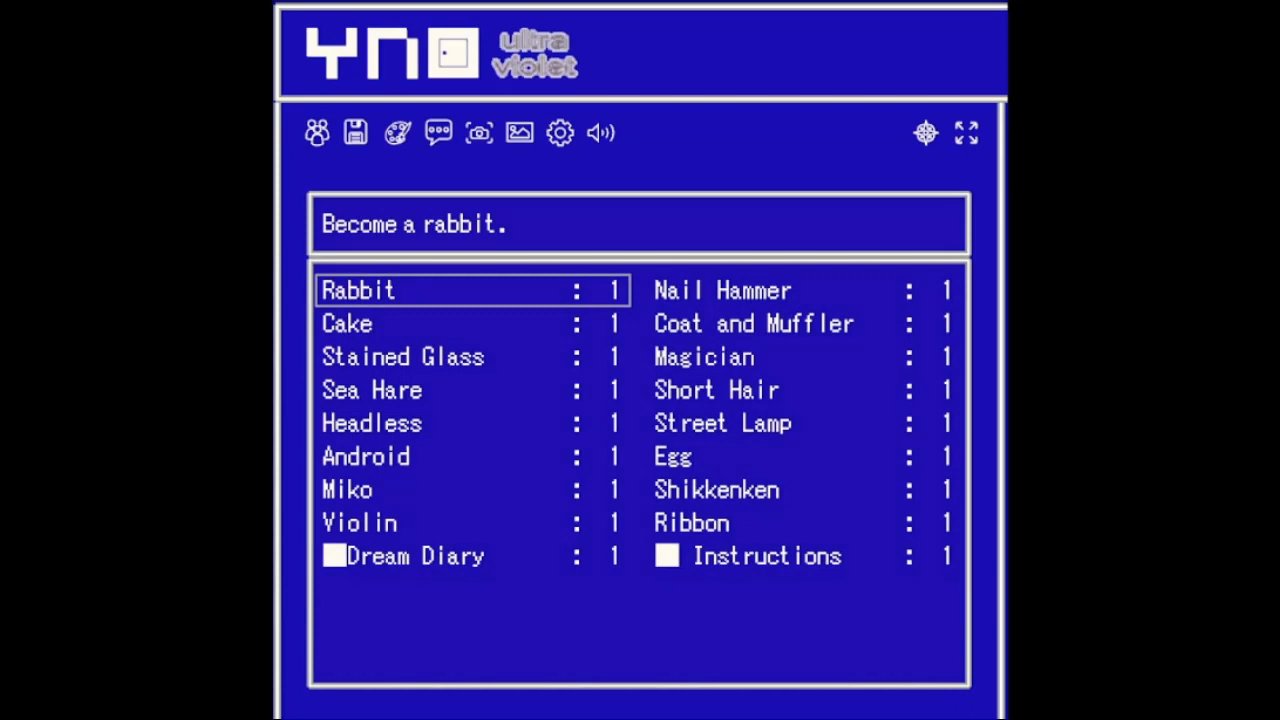 YNO ultra violet
Become a rabbit.
Rabbit : 1 Nail Hammer : 1
Cake : 1 Coat and Muffler : 1
Stained Glass : 1 Magician : 1
Sea Hare : 1 Short Hair : 1
Headless : 1 Street Lamp : 1
Android : 1 Egg : 1
Miko : 1 Shikkenken : 1
Violin : 1 Ribbon : 1
Dream Diary : 1 Instructions : 1